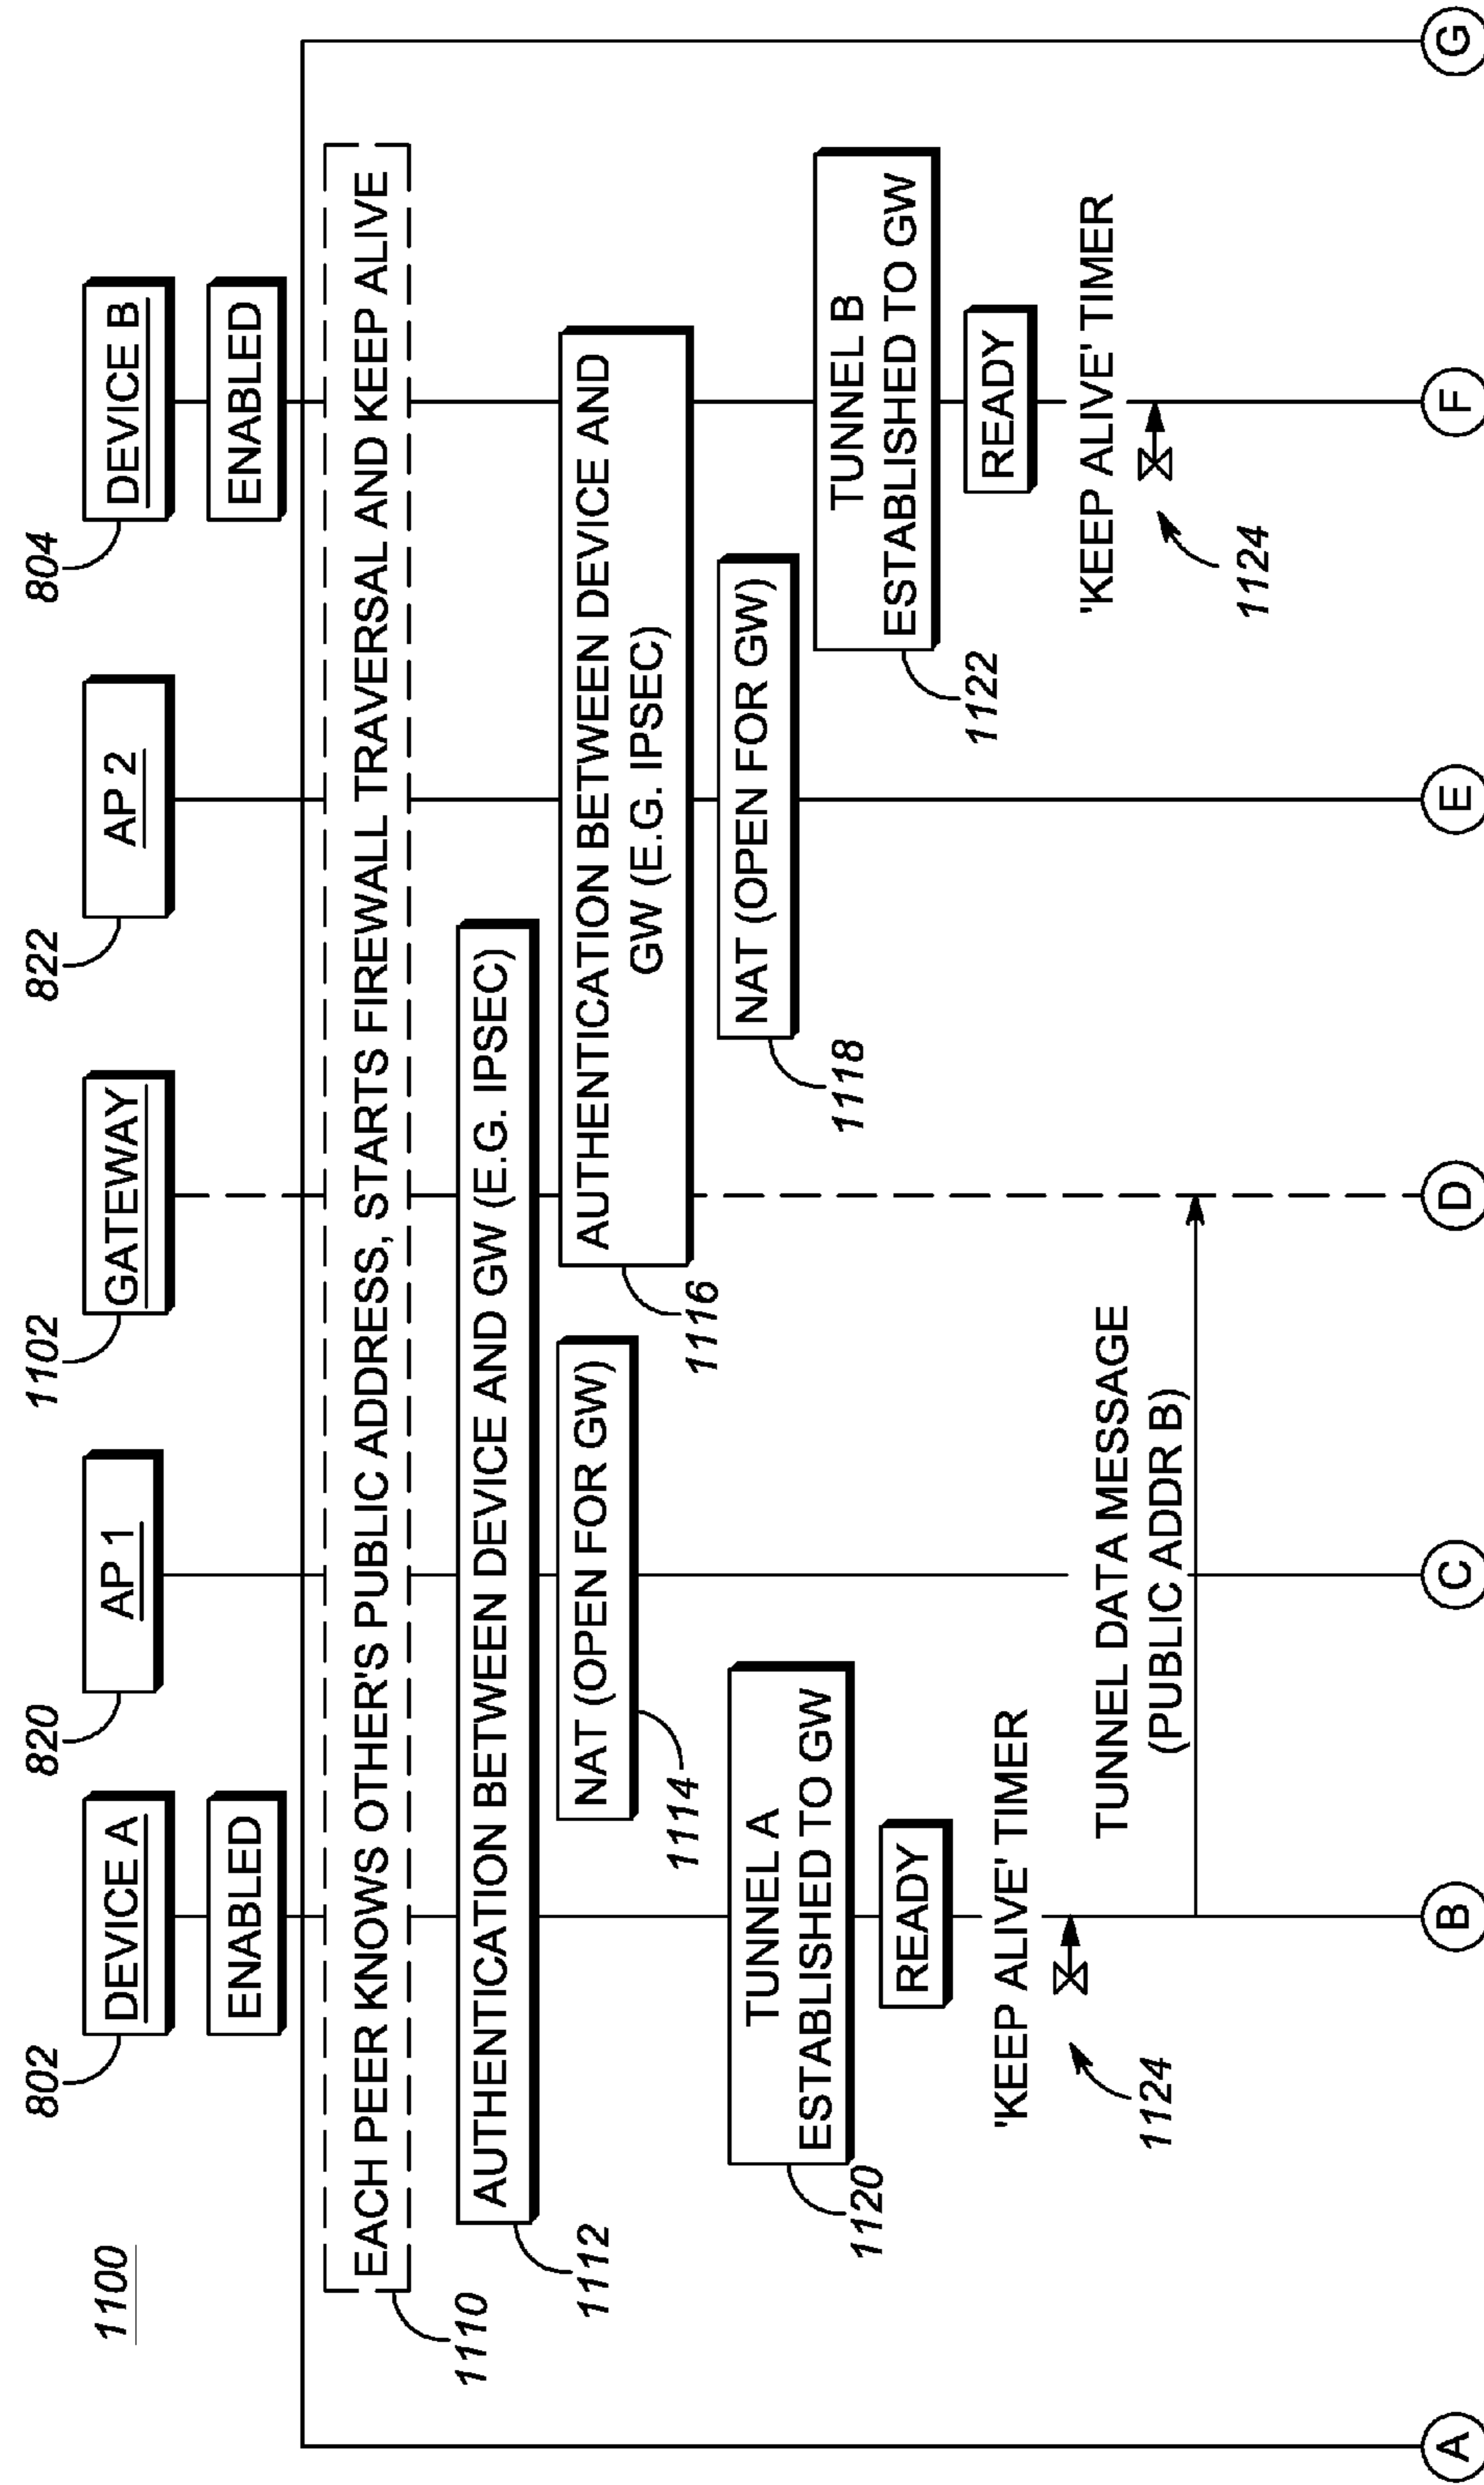 1100
802
820
1102
822
804
DEVICE A
AP 1
GATEWAY
AP 2
DEVICE B
ENABLED
ENABLED
1110
EACH PEER KNOWS OTHER'S PUBLIC ADDRESS, STARTS FIREWALL TRAVERSAL AND KEEP ALIVE
1112
AUTHENTICATION BETWEEN DEVICE AND GW (E.G. IPSEC)
NAT (OPEN FOR GW)
1114
AUTHENTICATION BETWEEN DEVICE AND
GW (E.G. IPSEC)
1116
NAT (OPEN FOR GW)
1118
TUNNEL A
ESTABLISHED TO GW
1120
TUNNEL B
ESTABLISHED TO GW
1122
READY
READY
'KEEP ALIVE' TIMER
1124
'KEEP ALIVE' TIMER
1124
TUNNEL DATA MESSAGE
(PUBLIC ADDR B)
A
B
C
D
E
F
G